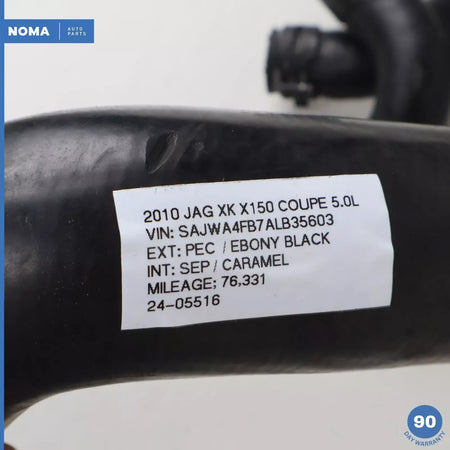 NOMA AUTO PARTS
2010 JAG XK X150 COUPE 5.0L
VIN: SAJWA4FB7ALB35603
EXT: PEC / EBONY BLACK
INT: SEP / CARAMEL
MILEAGE; 76,331
24-05516
90
DAY WARRANTY